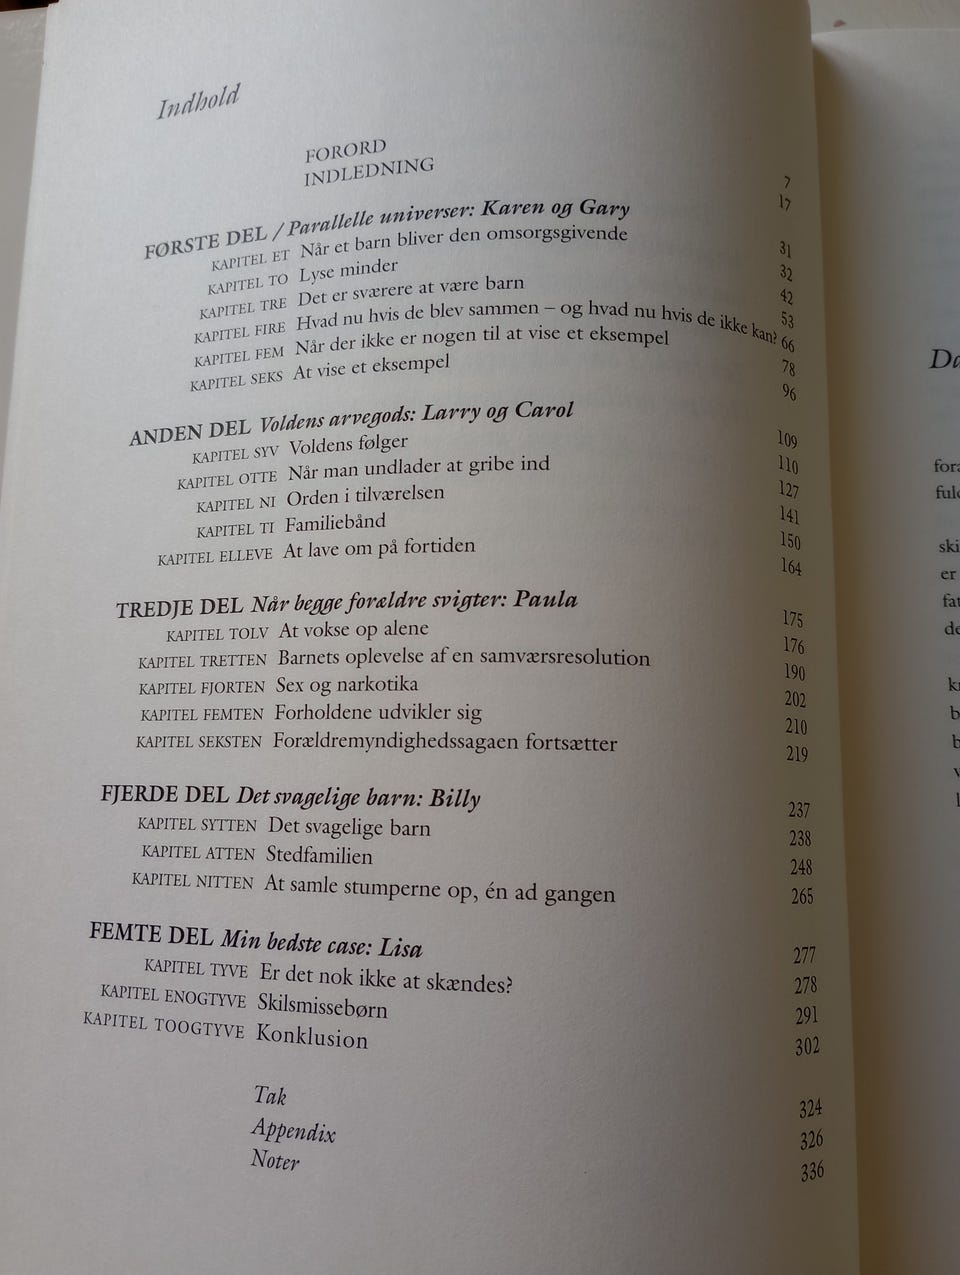 Indhold
FORORD 7
INDLEDNING 17
FØRSTE DEL / Parallelle universer: Karen og Gary 31
KAPITEL ET Når et barn bliver den omsorgsgivende 32
KAPITEL TO Lyse minder 42
KAPITEL TRE Det er sværere at være barn 53
KAPITEL FIRE Hvad nu hvis de blev sammen – og hvad nu hvis de ikke kan? 66
KAPITEL FEM Når der ikke er nogen til at vise et eksempel 78
KAPITEL SEKS At vise et eksempel 96
ANDEN DEL Voldens arvegods: Larry og Carol 109
KAPITEL SYV Voldens følger 110
KAPITEL OTTE Når man undlader at gribe ind 127
KAPITEL NI Orden i tilværelsen 141
KAPITEL TI Familiebånd 150
KAPITEL ELLEVE At lave om på fortiden 164
TREDJE DEL Når begge forældre svigter: Paula 175
KAPITEL TOLV At vokse op alene 176
KAPITEL TRETTEN Barnets oplevelse af en samværsresolution 190
KAPITEL FJORTEN Sex og narkotika 202
KAPITEL FEMTEN Forholdene udvikler sig 210
KAPITEL SEKSTEN Forældremyndighedssagaen fortsætter 219
FJERDE DEL Det svagelige barn: Billy 237
KAPITEL SYTTEN Det svagelige barn 238
KAPITEL ATTEN Stedfamilien 248
KAPITEL NITTEN At samle stumperne op, én ad gangen 265
FEMTE DEL Min bedste case: Lisa 277
KAPITEL TYVE Er det nok ikke at skændes? 278
KAPITEL ENOGTYVE Skilsmissebørn 291
KAPITEL TOOGTYVE Konklusion 302
Tak 324
Appendix 326
Noter 336